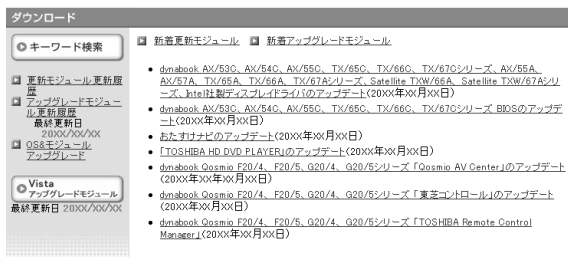 ダウンロード
キーワード検索
更新モジュール更新履
歴
アップグレードモジュー
ル更新履歴
最終更新日
20XX/XX/XX
OS&モジュール
アップグレード
Vista
アップグレードモジュール
最終更新日 20XX/XX/XX
新着更新モジュール 新着アップグレードモジュール
dynabook AX/53C、AX/54C、AX/55C、TX/65C、TX/66C、TX/67Cシリーズ、AX/55A、
AX/57A、TX/65A、TX/66A、TX/67Aシリーズ、Satellite TXW/66A、Satellite TXW/67Aシリ
ーズ、Intel社製ディスプレイドライバのアップデート(20XX年XX月XX日)
dynabook AX/53C、AX/54C、AX/55C、TX/65C、TX/66C、TX/67Cシリーズ BIOSのアップデ
ート(20XX年XX月XX日)
おたすけナビのアップデート(20XX年XX月XX日)
「TOSHIBA HD DVD PLAYER」のアップデート(20XX年XX月XX日)
dynabook Qosmio F20/4、F20/5、G20/4、G20/5シリーズ「Qosmio AV Center」のアップデート
(20XX年XX月XX日)
dynabook Qosmio F20/4、F20/5、G20/4、G20/5シリーズ 「東芝コントロール」のアップデート
(20XX年XX月XX日)
dynabook Qosmio F20/4、F20/5、G20/4、G20/5シリーズ 「TOSHIBA Remote Control
Manager」(20XX年XX月XX日)